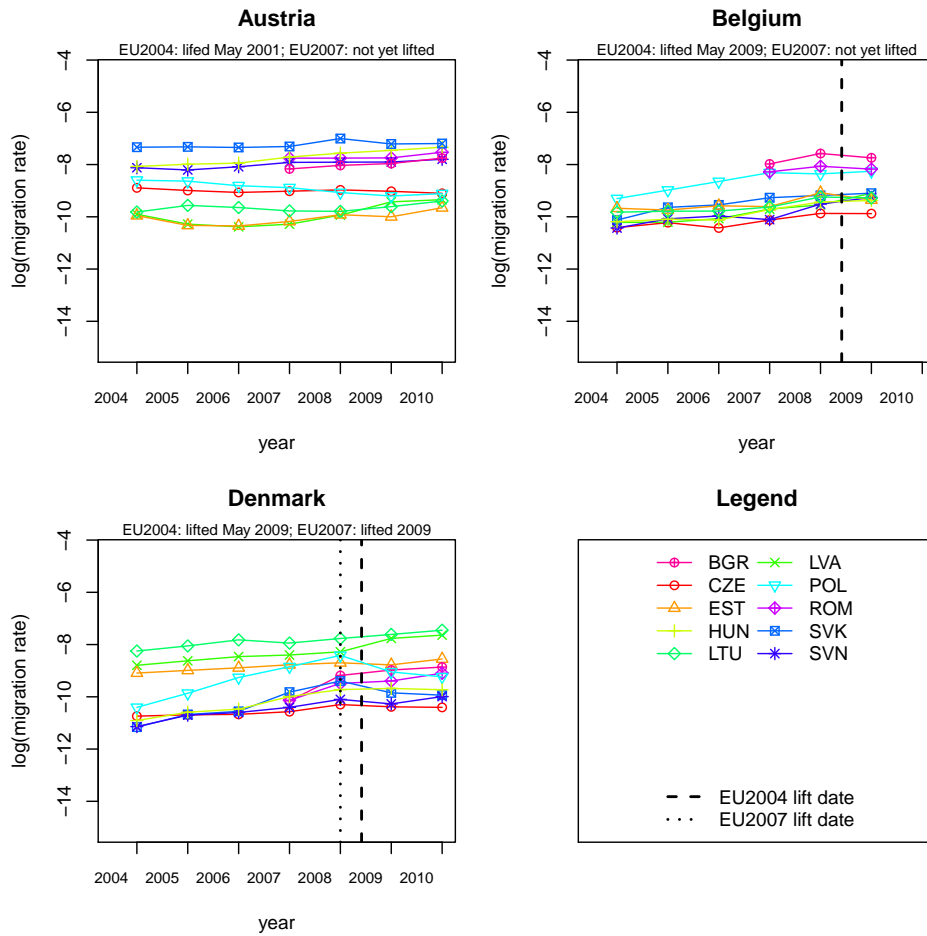 Austria
EU2004: lifed May 2001; EU2007: not yet lifted
log(migration rate)
−4
−6
−8
−10
−12
−14
2004 2005 2006 2007 2008 2009 2010
year
Belgium
EU2004: lifted May 2009; EU2007: not yet lifted
log(migration rate)
−4
−6
−8
−10
−12
−14
2004 2005 2006 2007 2008 2009 2010
year
Denmark
EU2004: lifted May 2009; EU2007: lifted 2009
log(migration rate)
−4
−6
−8
−10
−12
−14
2004 2005 2006 2007 2008 2009 2010
year
Legend
BGR LVA
CZE POL
EST ROM
HUN SVK
LTU SVN
EU2004 lift date
EU2007 lift date